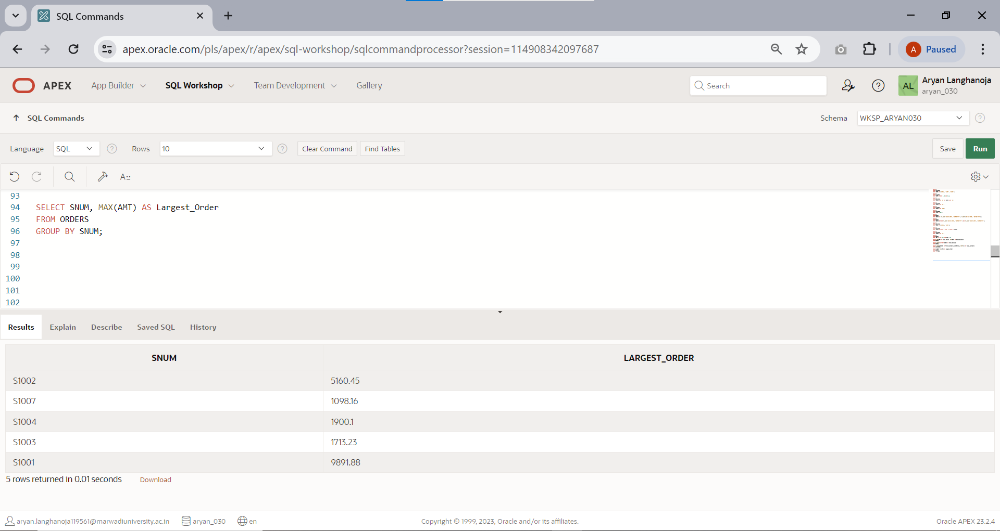 SQL Commands
apex.oracle.com/pls/apex/r/apex/sql-workshop/sqlcommandprocessor?session=114908342097687
A Paused
APEX App Builder SQL Workshop Team Development Gallery Search AL Aryan Langhanoja
aryan_030
SQL Commands Schema WKSP_ARYAN030 ?
Language SQL ? Rows 10 ? Clear Command Find Tables Save Run
A::
93
94 SELECT SNUM, MAX(AMT) AS Largest_Order
95 FROM ORDERS
96 GROUP BY SNUM;
97
98
99
100
101
102
Results Explain Describe Saved SQL History
SNUM LARGEST_ORDER
S1002 5160.45
S1007 1098.16
S1004 1900.1
S1003 1713.23
S1001 9891.88
5 rows returned in 0.01 seconds Download
aryan.langhanoja119561@marwadiuniversity.ac.in aryan_030 en Copyright © 1999, 2023, Oracle and/or its affiliates. Oracle APEX 23.2.4